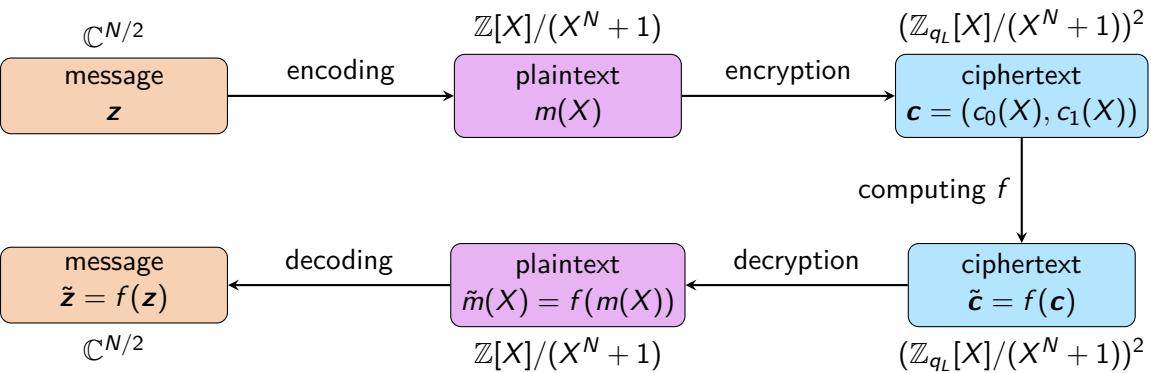 ℂ^{N/2}
ℤ[X]/(X^N + 1)
(ℤ_{q_L}[X]/(X^N + 1))^2
message
z
encoding
plaintext
m(X)
encryption
ciphertext
c = (c_0(X), c_1(X))
computing f
message
z̃ = f(z)
decoding
plaintext
m̃(X) = f(m(X))
decryption
ciphertext
c̃ = f(c)
ℂ^{N/2}
ℤ[X]/(X^N + 1)
(ℤ_{q_L}[X]/(X^N + 1))^2